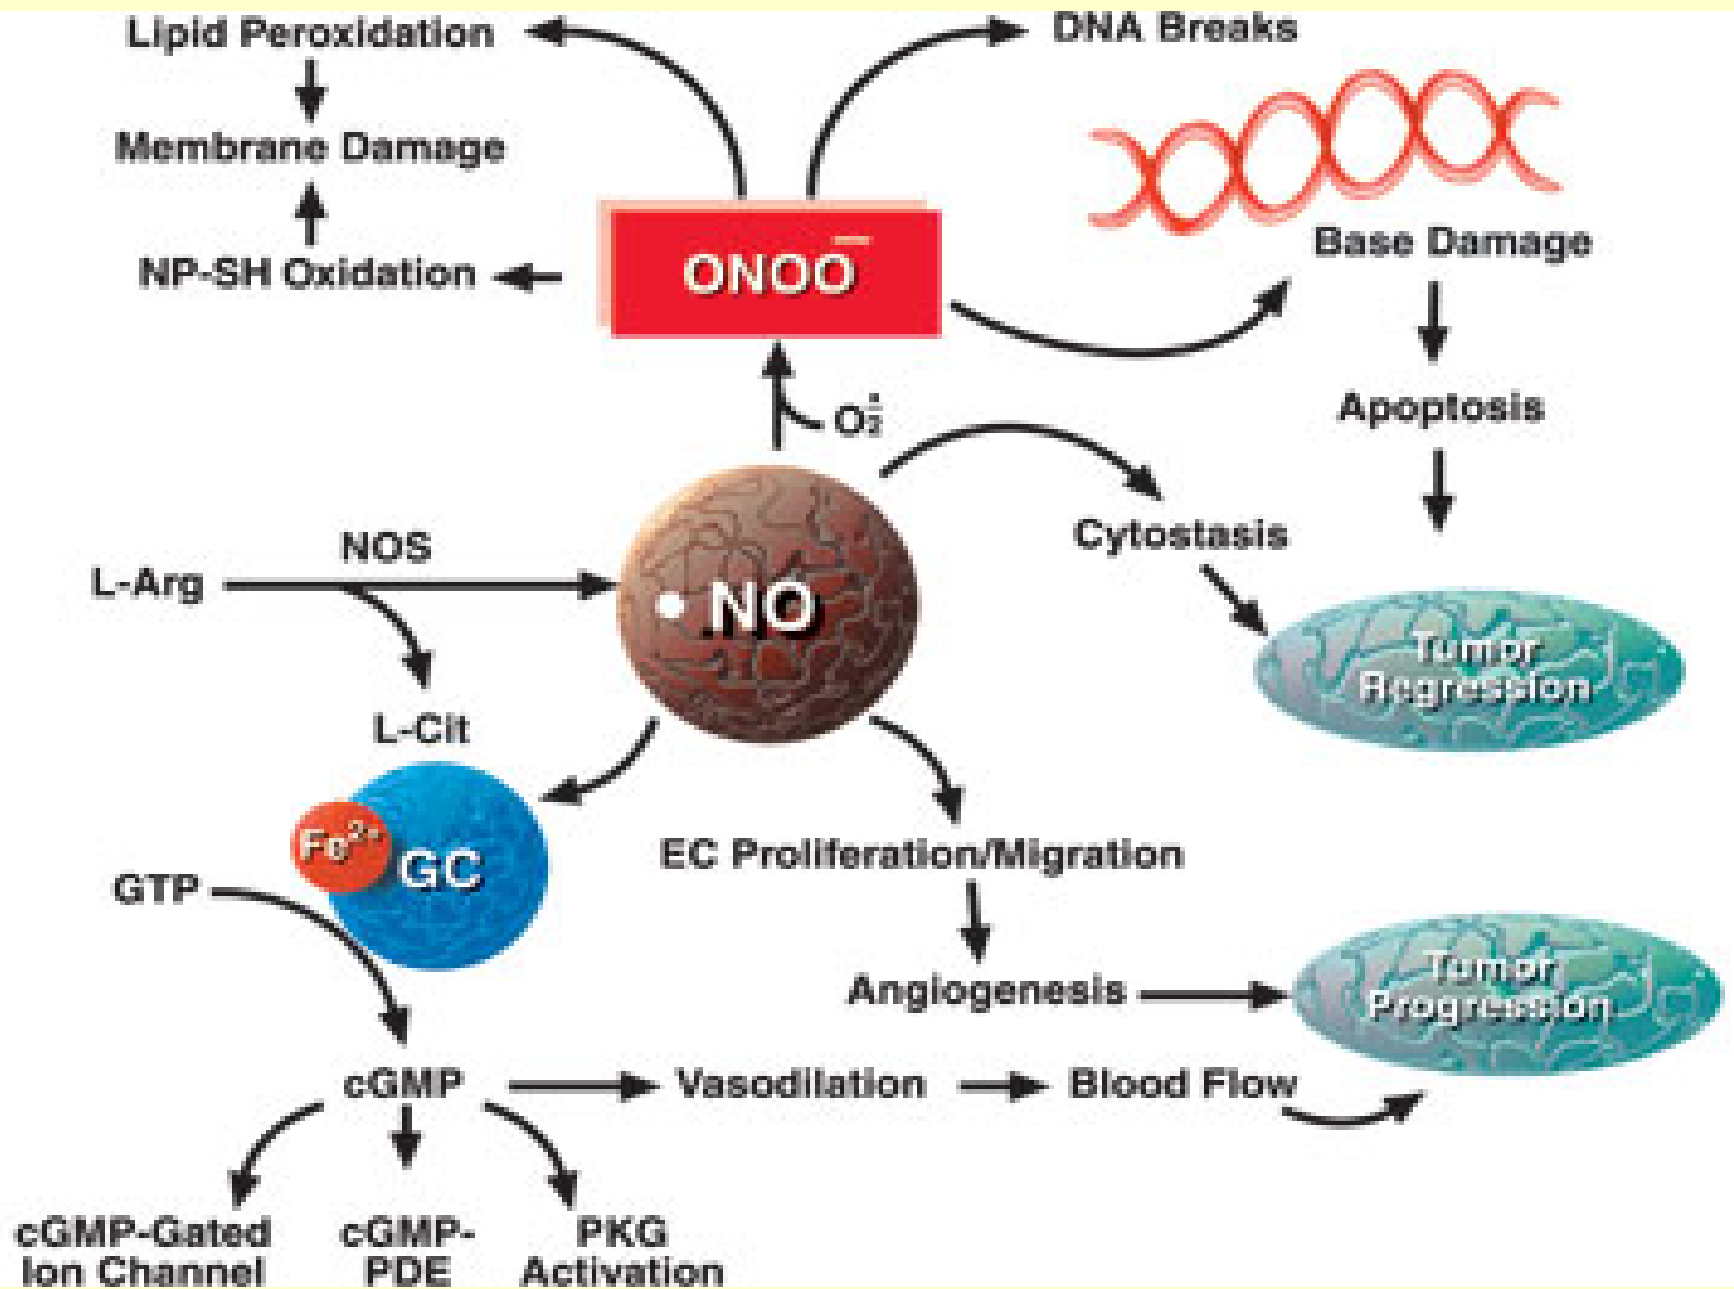 Lipid Peroxidation
DNA Breaks
Membrane Damage
Base Damage
NP-SH Oxidation
ONOO⁻
Apoptosis
O₂∸
Cytostasis
NOS
L-Arg
•NO
Tumor
Regression
L-Cit
Fe²⁺
GC
EC Proliferation/Migration
GTP
Angiogenesis
Tumor
Progression
cGMP
Vasodilation
Blood Flow
cGMP-Gated
Ion Channel
cGMP-
PDE
PKG
Activation